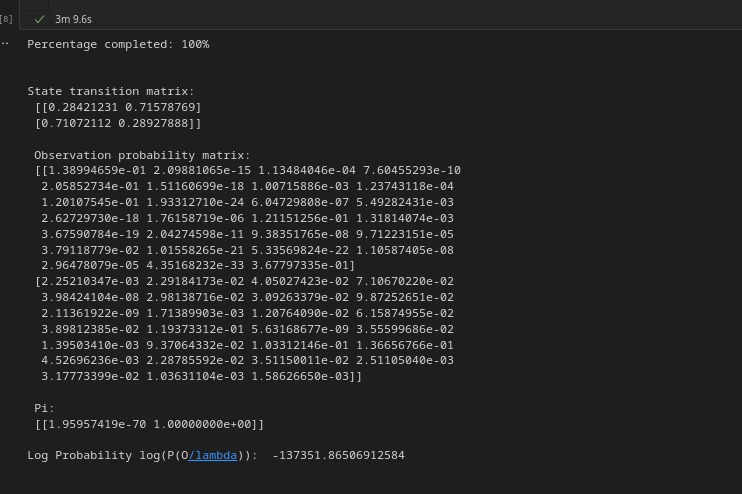 [8]
✓ 3m 9.6s
.. Percentage completed: 100%
State transition matrix:
[[0.28421231 0.71578769]
[0.71072112 0.28927888]]
Observation probability matrix:
[[1.38994659e-01 2.09881065e-15 1.13484046e-04 7.60455293e-10
2.05852734e-01 1.51160699e-18 1.00715886e-03 1.23743118e-04
1.20107545e-01 1.93312710e-24 6.04729808e-07 5.49282431e-03
2.62729730e-18 1.76158719e-06 1.21151256e-01 1.31814074e-03
3.67590784e-19 2.04274598e-11 9.38351765e-08 9.71223151e-05
3.79118779e-02 1.01558265e-21 5.33569824e-22 1.10587405e-08
2.96478079e-05 4.35168232e-33 3.67797335e-01]
[2.25210347e-03 2.29184173e-02 4.05027423e-02 7.10670220e-02
3.98424104e-08 2.98138716e-02 3.09263379e-02 9.87252651e-02
2.11361922e-09 1.71389903e-03 1.20764090e-02 6.15874955e-02
3.89812385e-02 1.19373312e-01 5.63168677e-09 3.55599686e-02
1.39503410e-03 9.37064332e-02 1.03312146e-01 1.36656766e-01
4.52696236e-03 2.28785592e-02 3.51150011e-02 2.51105040e-03
3.17773399e-02 1.03631104e-03 1.58626650e-03]]
Pi:
[[1.95957419e-70 1.00000000e+00]]
Log Probability log(P(O/lambda)): -137351.86506912584